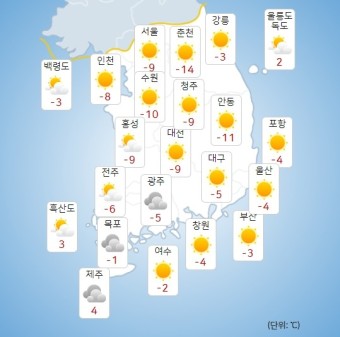 강릉
-3
울릉도
독도
2
서울
-9
춘천
-14
백령도
-3
인천
-8
수원
-10
청주
-9
안동
-11
홍성
-9
대전
-9
포항
-4
대구
-5
울산
-4
전주
-6
광주
-5
흑산도
3
목포
-1
창원
-4
부산
-3
여수
-2
제주
4
(단위: ℃)